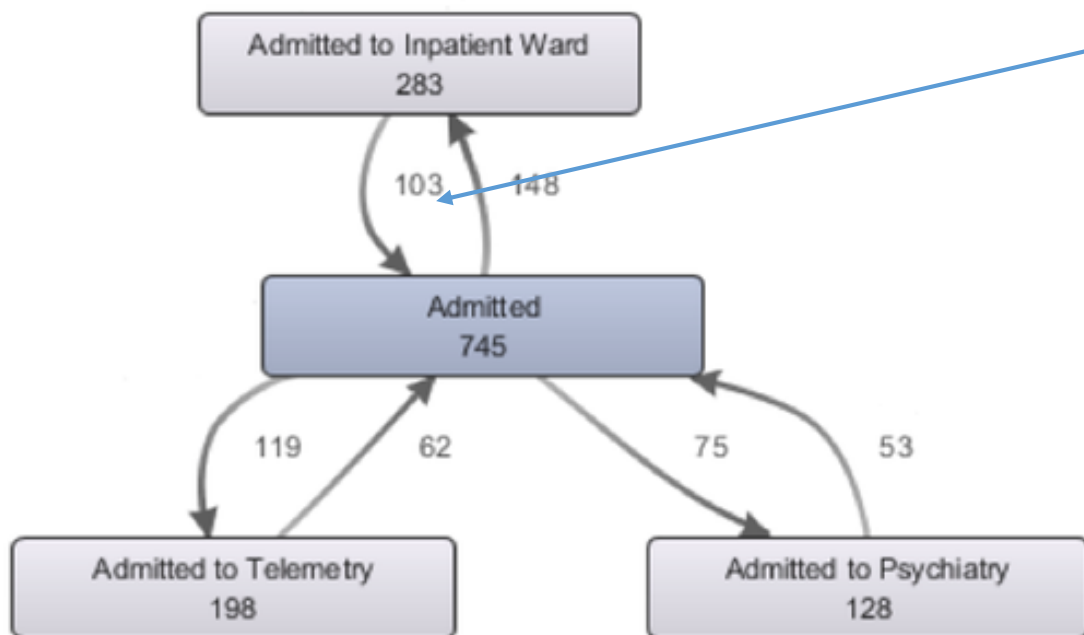 Admitted to Inpatient Ward
283
103
148
Admitted
745
119
62
75
53
Admitted to Telemetry
198
Admitted to Psychiatry
128